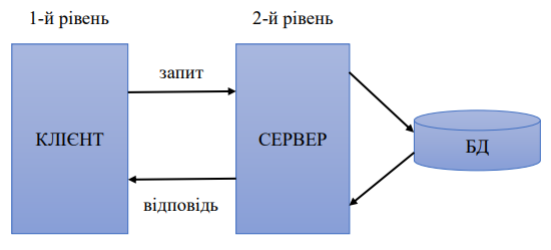 1-й рівень
2-й рівень
запит
КЛІЄНТ
СЕРВЕР
БД
відповідь